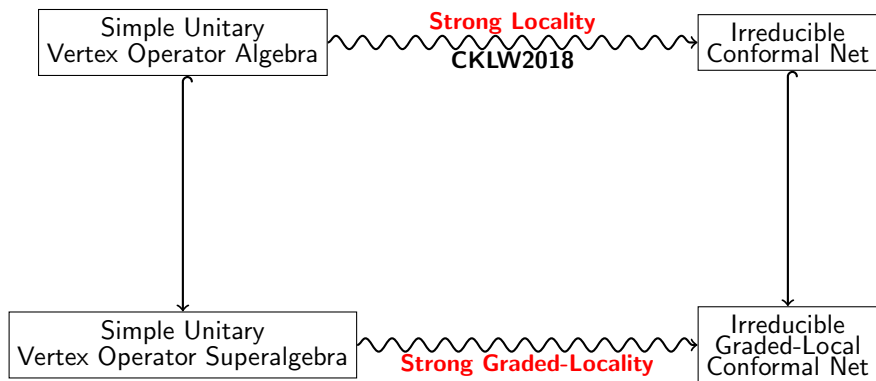 Simple Unitary
Vertex Operator Algebra
Strong Locality
CKLW2018
Irreducible
Conformal Net
Simple Unitary
Vertex Operator Superalgebra
Strong Graded-Locality
Irreducible
Graded-Local
Conformal Net